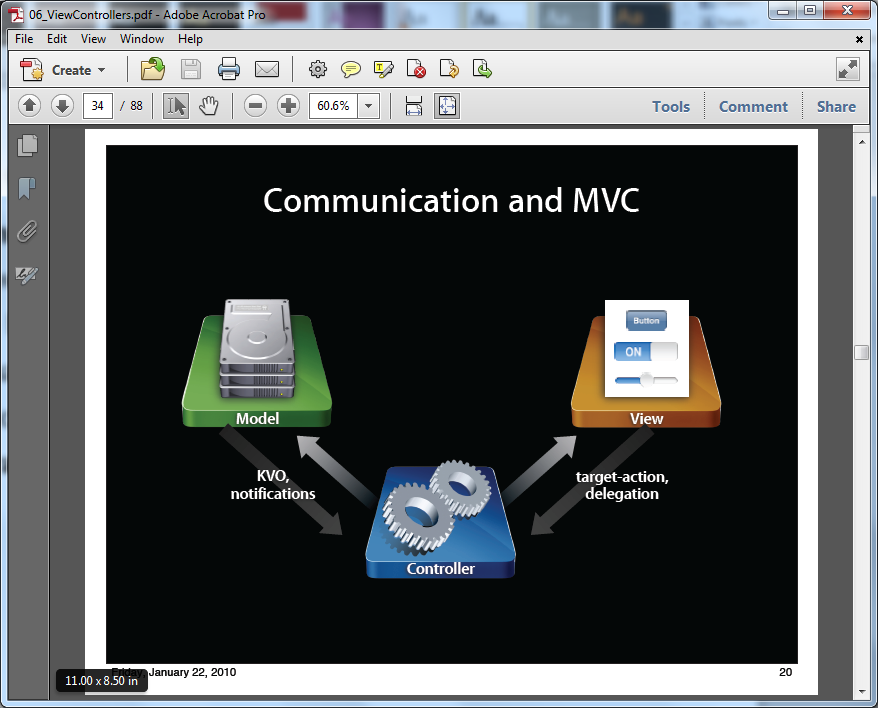 06_ViewControllers.pdf - Adobe Acrobat Pro
File Edit View Window Help
Create
34 / 88
60.6%
Tools Comment Share
Communication and MVC
Button
ON
Model
View
KVO,
notifications
target-action,
delegation
Controller
Friday, January 22, 2010
20
11.00 x 8.50 in